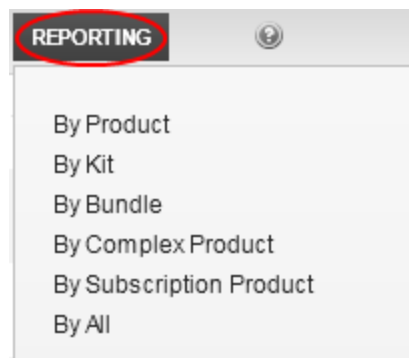 REPORTING
By Product
By Kit
By Bundle
By Complex Product
By Subscription Product
By All